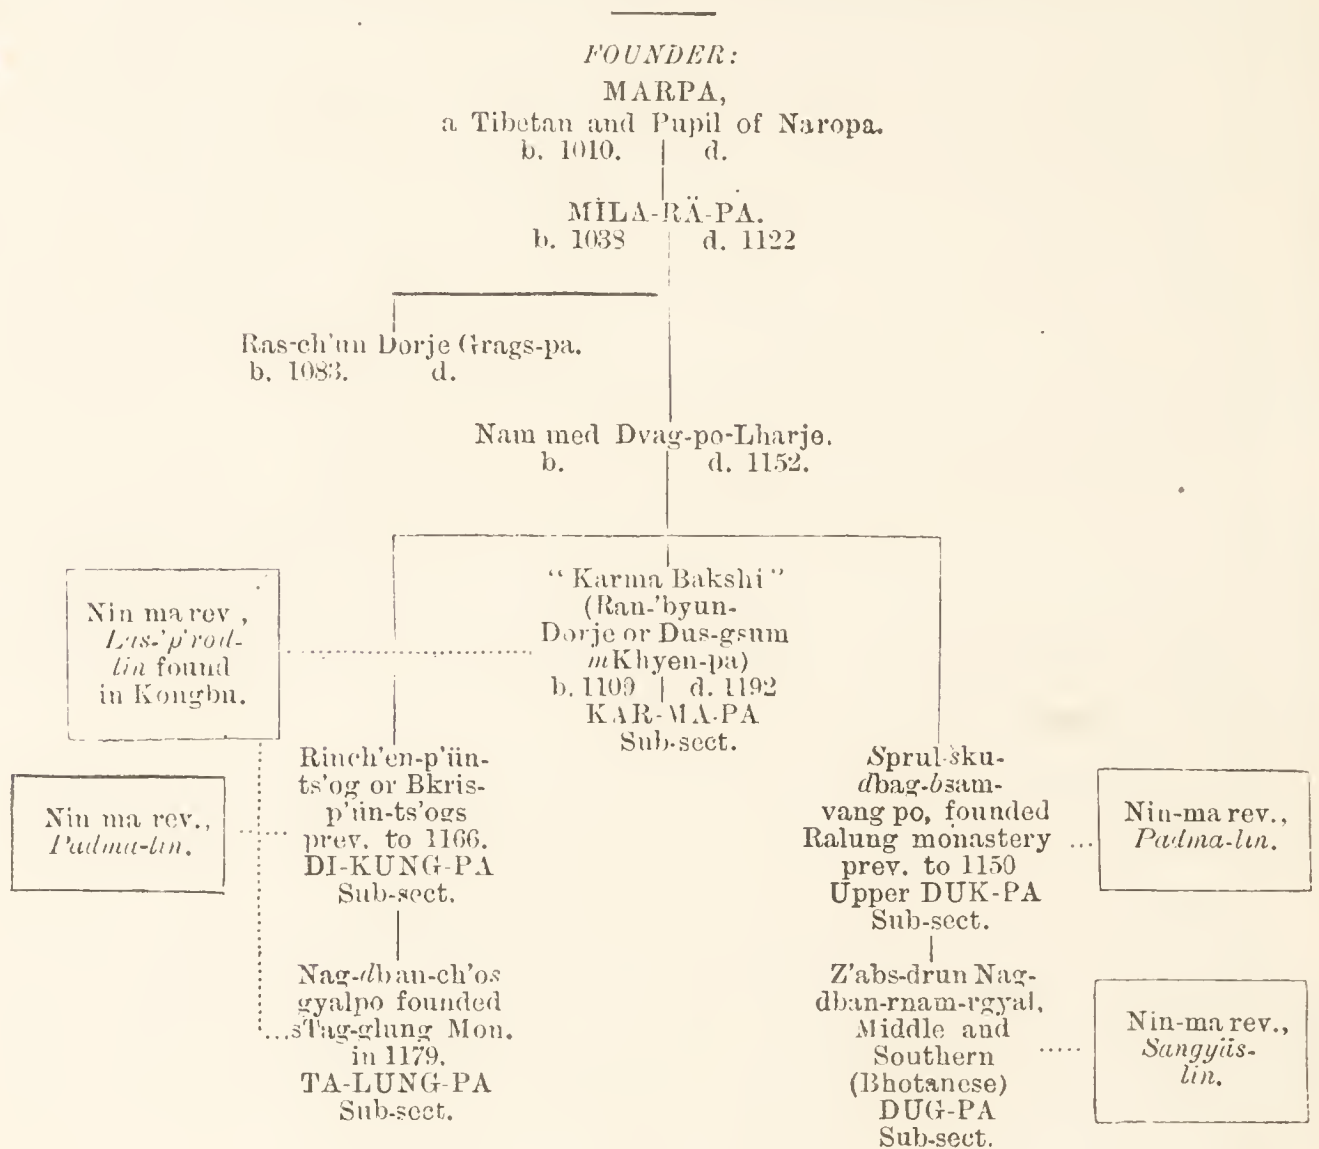 FOUNDER:
MARPA,
a Tibetan and Pupil of Naropa.
b. 1010. | d.
MILA-RÄ-PA.
b. 1038 d. 1122
Ras-ch'un Dorje Grags-pa.
b. 1083. d.
Nam med Dvag-po-Lharje.
b. d. 1152.
Nin ma rev ,
Las-'p'rod-
lin found
in Kongbu.
"Karma Bakshi"
(Ran-'byun-
Dorje or Dus-gsum
mKhyen-pa)
b. 1109 | d. 1192
KAR-MA-PA
Sub-sect.
Nin ma rev.,
Padma-lin.
Rinch'en-p'ün-
ts'og or Bkris-
p'ün-ts'ogs
prev. to 1166.
DI-KUNG-PA
Sub-sect.
Sprul-sku-
dbag-bsam-
vang po, founded
Ralung monastery
prev. to 1150
Upper DUK-PA
Sub-sect.
Nin-ma rev.,
Padma-lin.
Nag-dban-ch'os
gyalpo founded
sTag-glung Mon.
in 1179.
TA-LUNG-PA
Sub-sect.
Z'abs-drun Nag-
dban-rnam-rgyal,
Middle and
Southern
(Bhotanese)
DUG-PA
Sub-sect.
Nin-ma rev.,
Sangyäs-
lin.